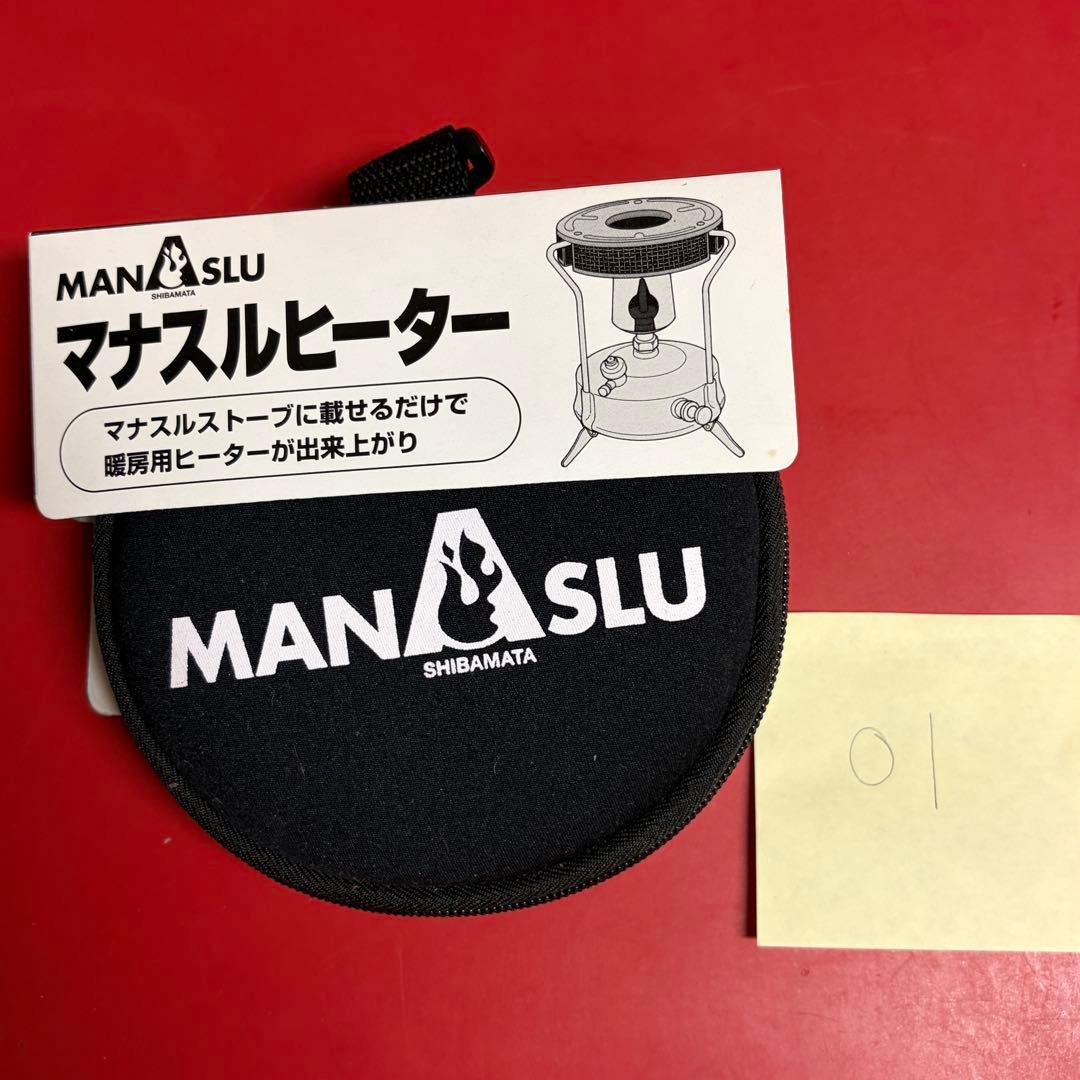 MANASLU
SHIBAMATA
マナスルヒーター
マナスルストーブに載せるだけで
暖房用ヒーターが出来上がり
MANASLU
SHIBAMATA
01